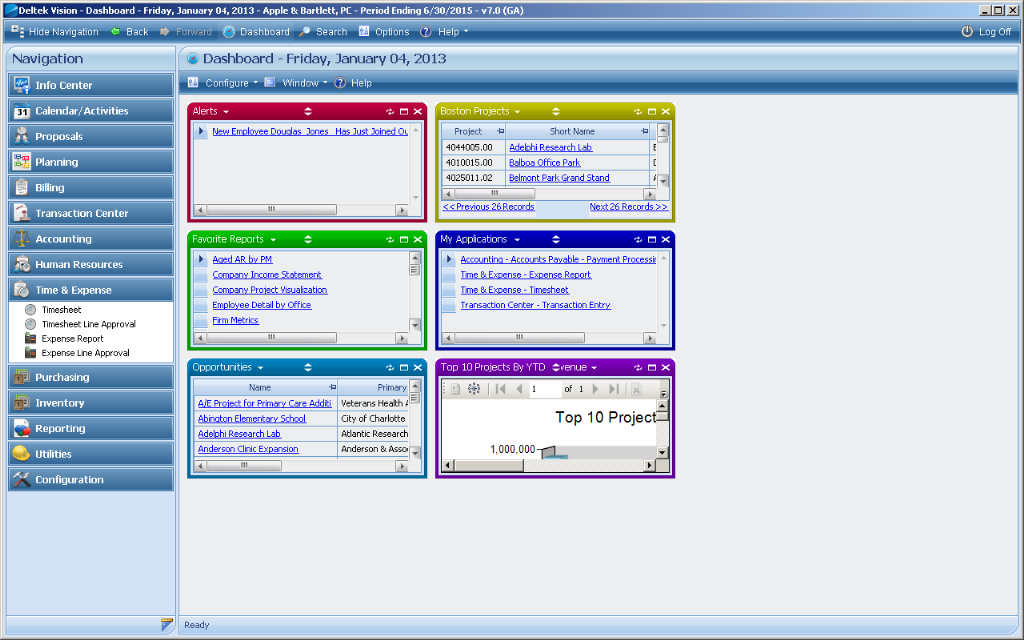 Deltek Vision - Dashboard - Friday, January 04, 2013 - Apple & Bartlett, PC - Period Ending 6/30/2015 - v7.0 (GA)
Hide Navigation Back Forward Dashboard Search Options Help Log Off
Navigation
Info Center
31 Calendar/Activities
Proposals
Planning
Billing
Transaction Center
Accounting
Human Resources
Time & Expense
Timesheet
Timesheet Line Approval
Expense Report
Expense Line Approval
Purchasing
Inventory
Reporting
Utilities
Configuration
Dashboard - Friday, January 04, 2013
Configure Window Help
Alerts
New Employee Douglas Jones Has Just Joined Ou
Boston Projects
Project Short Name
4044005.00 Adelphi Research Lab
4010015.00 Balboa Office Park
4025011.02 Belmont Park Grand Stand
<<Previous 26 Records Next 26 Records >>
Favorite Reports
Aged AR by PM
Company Income Statement
Company Project Visualization
Employee Detail by Office
Firm Metrics
My Applications
Accounting - Accounts Payable - Payment Processin
Time & Expense - Expense Report
Time & Expense - Timesheet
Transaction Center - Transaction Entry
Opportunities
Name Primary
A/E Project for Primary Care Additi Veterans Health A
Abington Elementary School City of Charlotte
Adelphi Research Lab Atlantic Research
Anderson Clinic Expansion Anderson & Asso
Top 10 Projects By YTD evenue
1 of 1
Top 10 Project
1,000,000
Ready